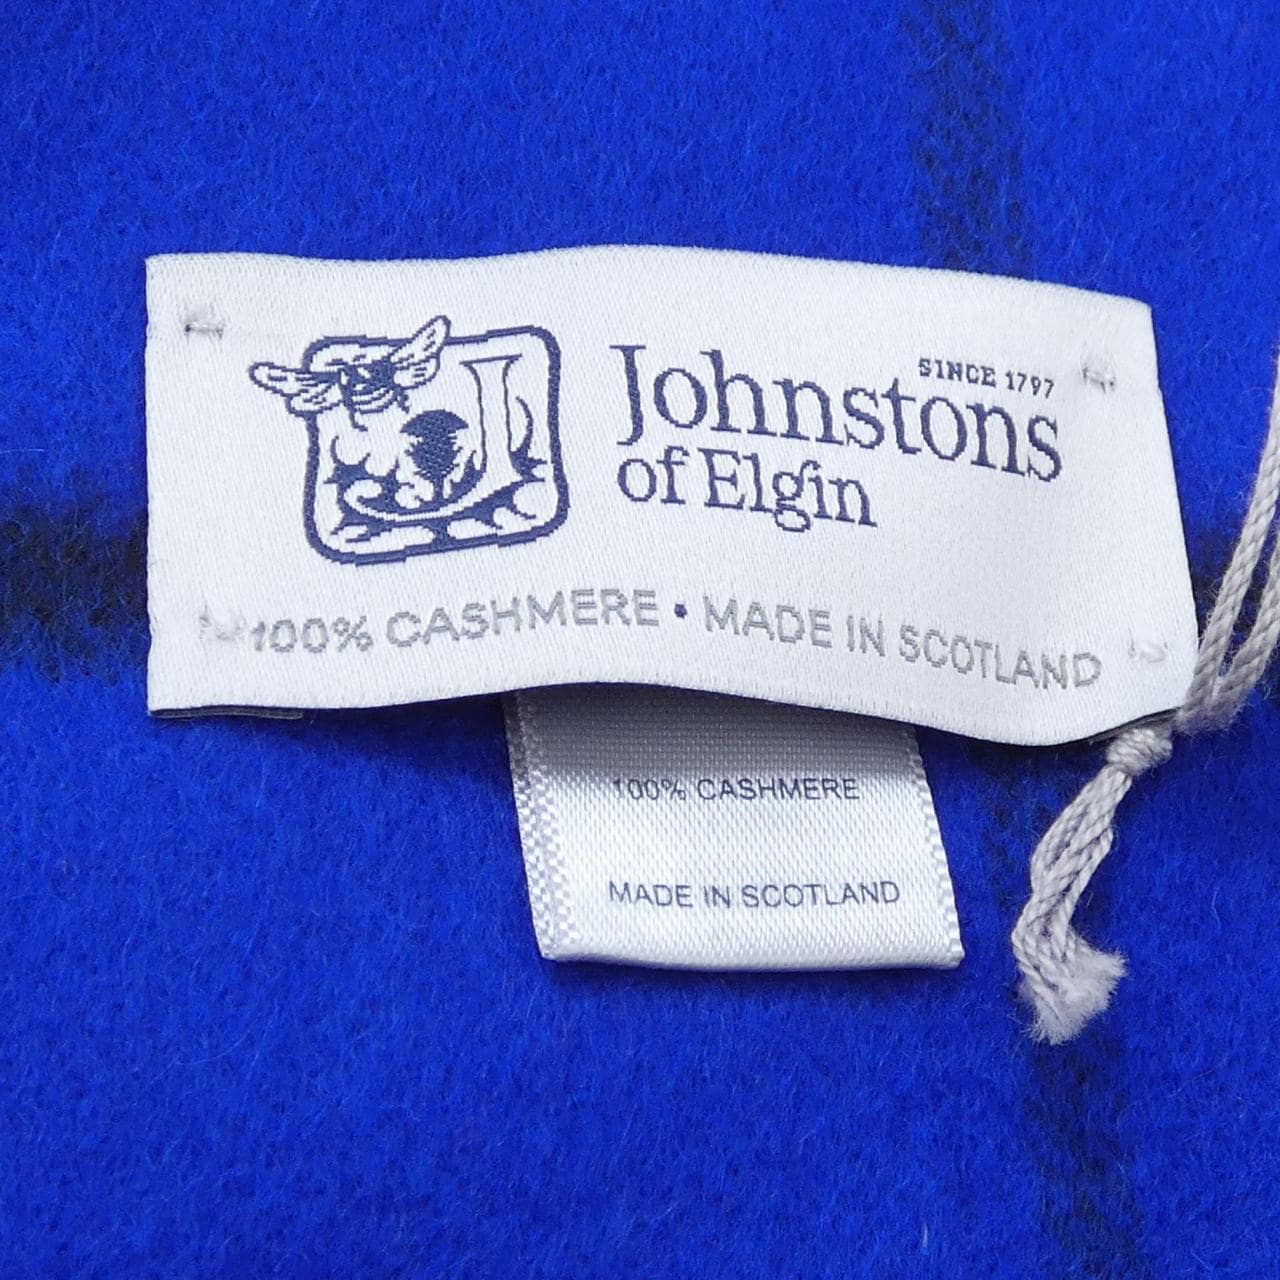 SINCE 1797
Johnstons
of Elgin
100% CASHMERE • MADE IN SCOTLAND
100% CASHMERE
MADE IN SCOTLAND